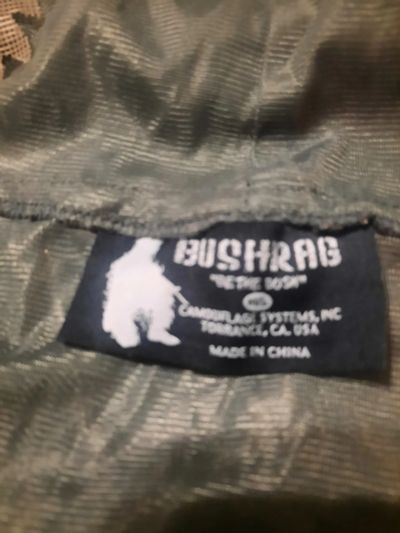 BUSHRAG
"BE THE BUSH"
CAMOUFLAGE SYSTEMS, INC
TORRANCE, CA. USA
MADE IN CHINA